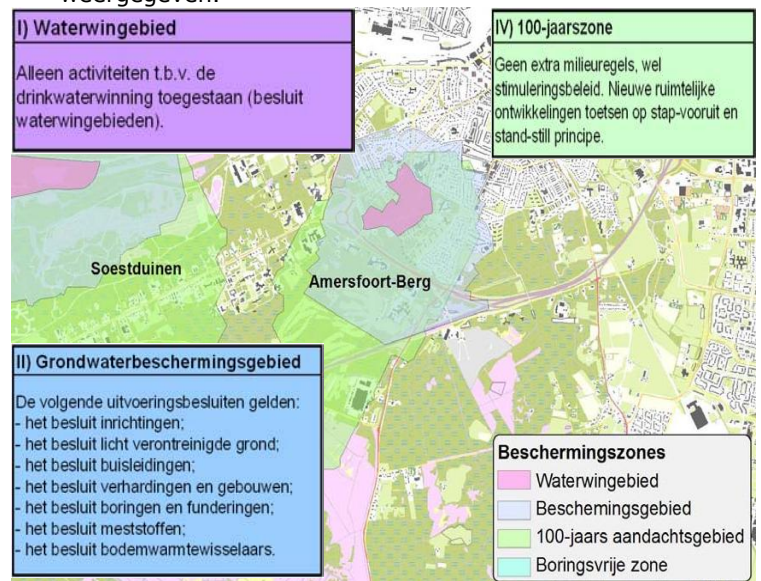 weergegeven.
I) Waterwingebied
Alleen activiteiten t.b.v. de
drinkwaterwinning toegestaan (besluit
waterwingebieden).
IV) 100-jaarszone
Geen extra milieuregels, wel
stimuleringsbeleid. Nieuwe ruimtelijke
ontwikkelingen toetsen op stap-vooruit en
stand-still principe.
Soestduinen
Amersfoort-Berg
II) Grondwaterbeschermingsgebied
De volgende uitvoeringsbesluiten gelden:
- het besluit inrichtingen;
- het besluit licht verontreinigde grond;
- het besluit buisleidingen;
- het besluit verhardingen en gebouwen;
- het besluit boringen en funderingen;
- het besluit meststoffen;
- het besluit bodemwarmtewisselaars.
Beschermingszones
Waterwingebied
Beschemingsgebied
100-jaars aandachtsgebied
Boringsvrije zone